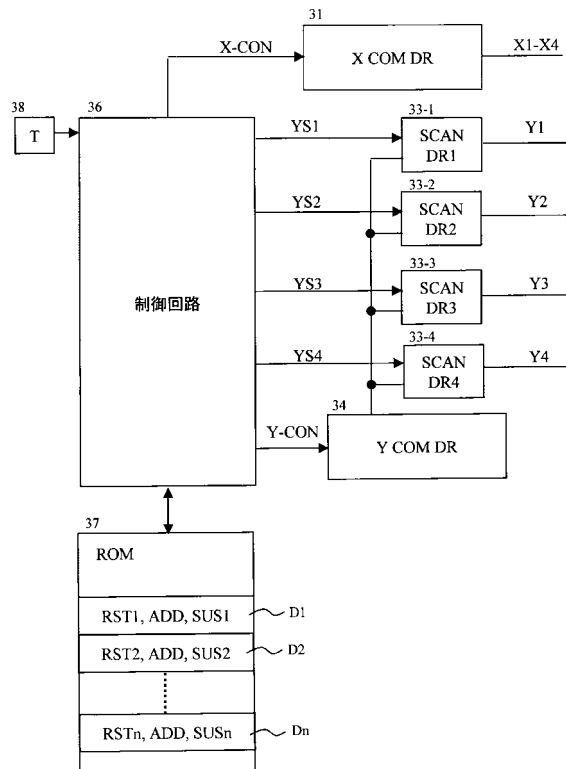 31
X-CON
X COM DR
X1-X4
38
T
36
制御回路
YS1
33-1
SCAN
DR1
Y1
YS2
33-2
SCAN
DR2
Y2
YS3
33-3
SCAN
DR3
Y3
YS4
33-4
SCAN
DR4
Y4
Y-CON
34
Y COM DR
37
ROM
RST1, ADD, SUS1
D1
RST2, ADD, SUS2
D2
RSTn, ADD, SUSn
Dn